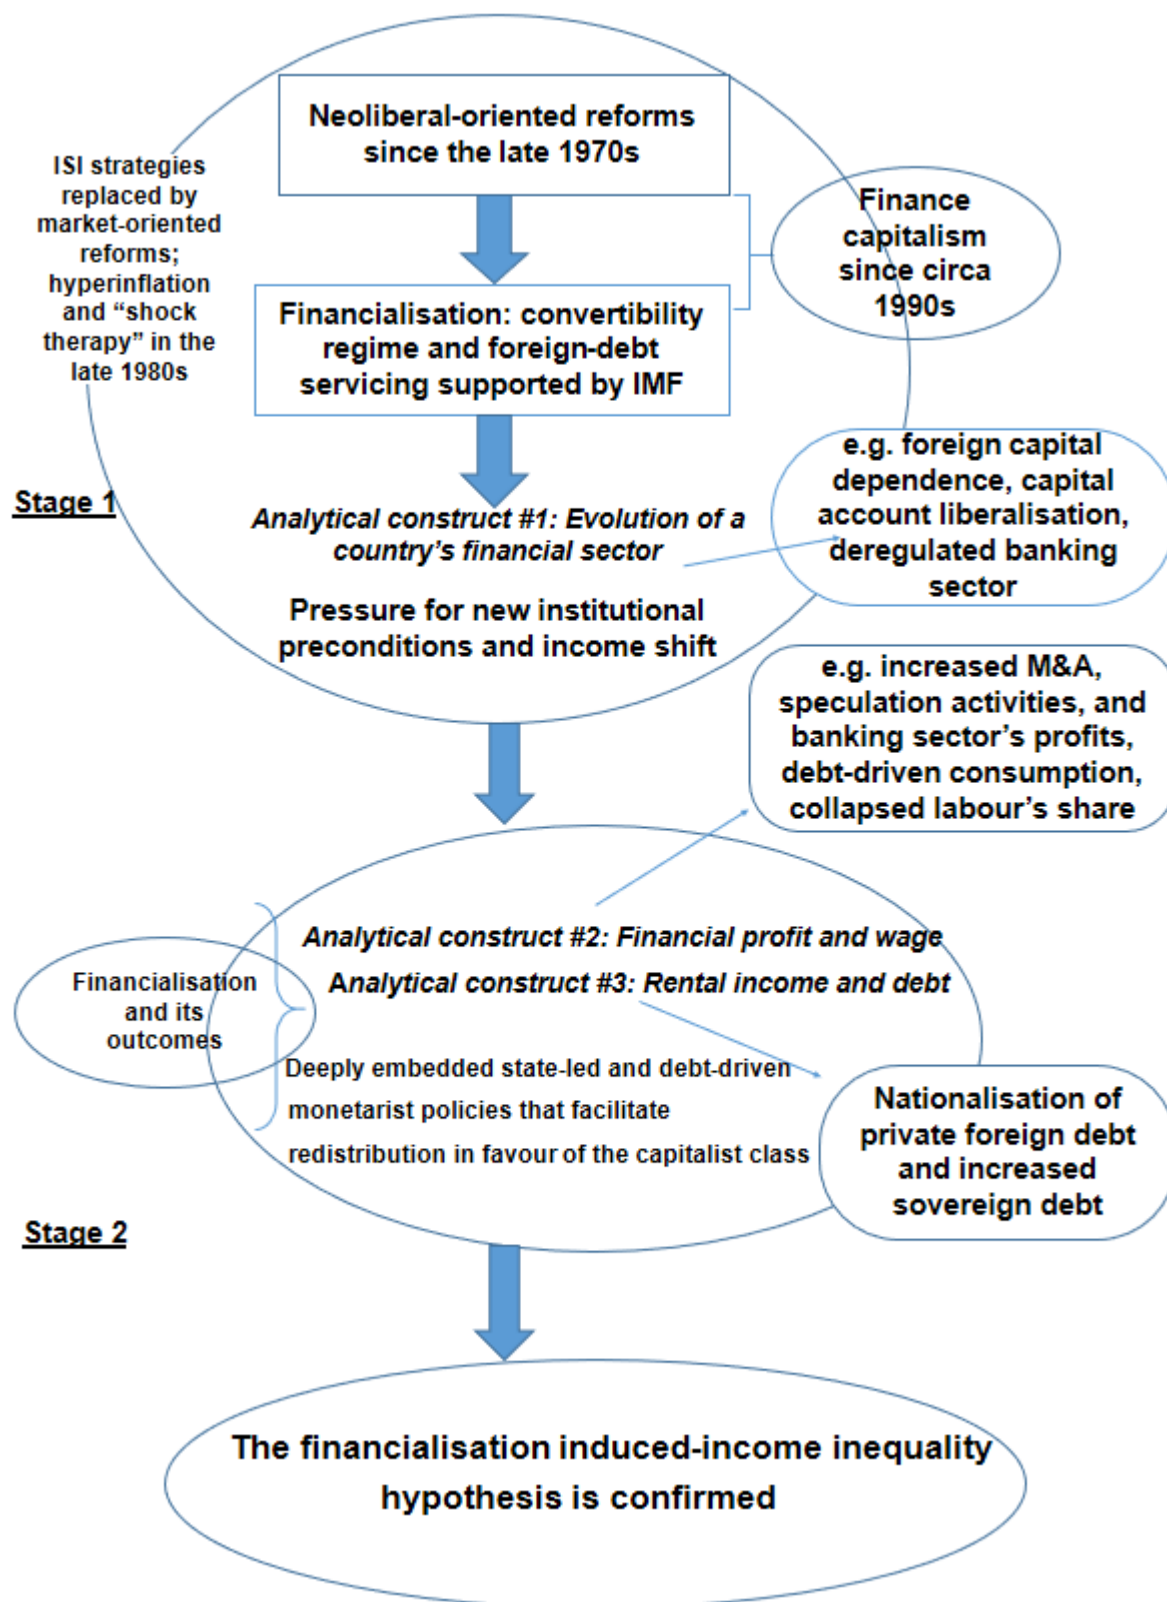 Neoliberal-oriented reforms
since the late 1970s
ISI strategies
replaced by
market-oriented
reforms;
hyperinflation
and “shock
therapy” in the
late 1980s
Finance
capitalism
since circa
1990s
Financialisation: convertibility
regime and foreign-debt
servicing supported by IMF
e.g. foreign capital
dependence, capital
account liberalisation,
deregulated banking
sector
Stage 1
Analytical construct #1: Evolution of a
country’s financial sector
Pressure for new institutional
preconditions and income shift
e.g. increased M&A,
speculation activities, and
banking sector’s profits,
debt-driven consumption,
collapsed labour’s share
Analytical construct #2: Financial profit and wage
Analytical construct #3: Rental income and debt
Financialisation
and its
outcomes
Deeply embedded state-led and debt-driven
monetarist policies that facilitate
redistribution in favour of the capitalist class
Nationalisation of
private foreign debt
and increased
sovereign debt
Stage 2
The financialisation induced-income inequality
hypothesis is confirmed